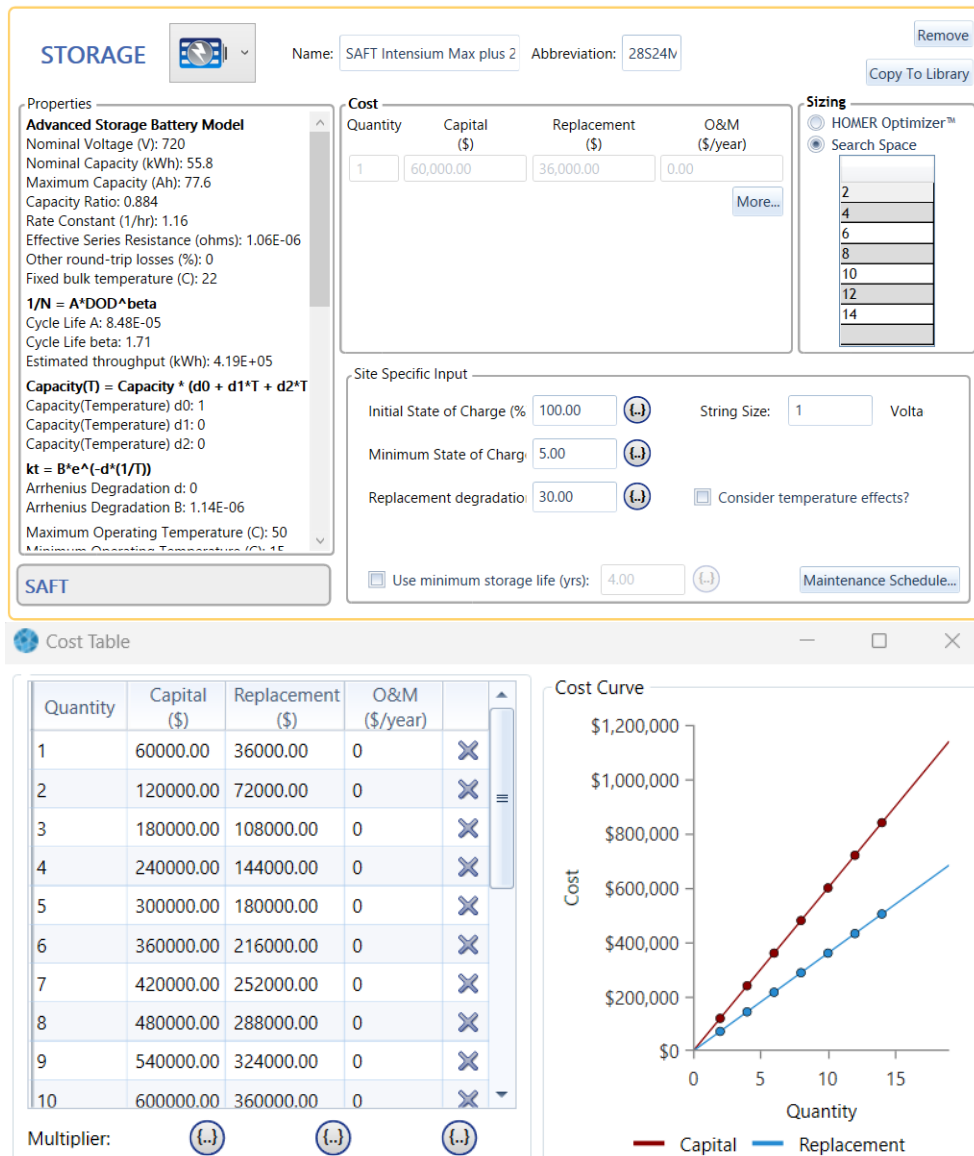 STORAGE
Name: SAFT Intensium Max plus 2 Abbreviation: 28S24M
Remove
Copy To Library
Properties
Advanced Storage Battery Model
Nominal Voltage (V): 720
Nominal Capacity (kWh): 55.8
Maximum Capacity (Ah): 77.6
Capacity Ratio: 0.884
Rate Constant (1/hr): 1.16
Effective Series Resistance (ohms): 1.06E-06
Other round-trip losses (%): 0
Fixed bulk temperature (C): 22
1/N = A*DOD^beta
Cycle Life A: 8.48E-05
Cycle Life beta: 1.71
Estimated throughput (kWh): 4.19E+05
Capacity(T) = Capacity * (d0 + d1*T + d2*T
Capacity(Temperature) d0: 1
Capacity(Temperature) d1: 0
Capacity(Temperature) d2: 0
kt = B*e^(-d*(1/T))
Arrhenius Degradation d: 0
Arrhenius Degradation B: 1.14E-06
Maximum Operating Temperature (C): 50
Minimum Operating Temperature (C): 15
SAFT
Cost
Quantity Capital ($) Replacement ($) O&M ($/year)
1 60,000.00 36,000.00 0.00
More...
Sizing
HOMER Optimizer™
Search Space
2
4
6
8
10
12
14
Site Specific Input
Initial State of Charge (% 100.00 {..} String Size: 1 Volta
Minimum State of Charg 5.00 {..}
Replacement degradatio 30.00 {..} Consider temperature effects?
Use minimum storage life (yrs): 4.00 {..} Maintenance Schedule...
Cost Table
Quantity Capital ($) Replacement ($) O&M ($/year)
1 60000.00 36000.00 0
2 120000.00 72000.00 0
3 180000.00 108000.00 0
4 240000.00 144000.00 0
5 300000.00 180000.00 0
6 360000.00 216000.00 0
7 420000.00 252000.00 0
8 480000.00 288000.00 0
9 540000.00 324000.00 0
10 600000.00 360000.00 0
Multiplier: {..} {..} {..}
Cost Curve
$1,200,000
$1,000,000
$800,000
$600,000
$400,000
$200,000
$0
Cost
0 5 10 15
Quantity
Capital Replacement